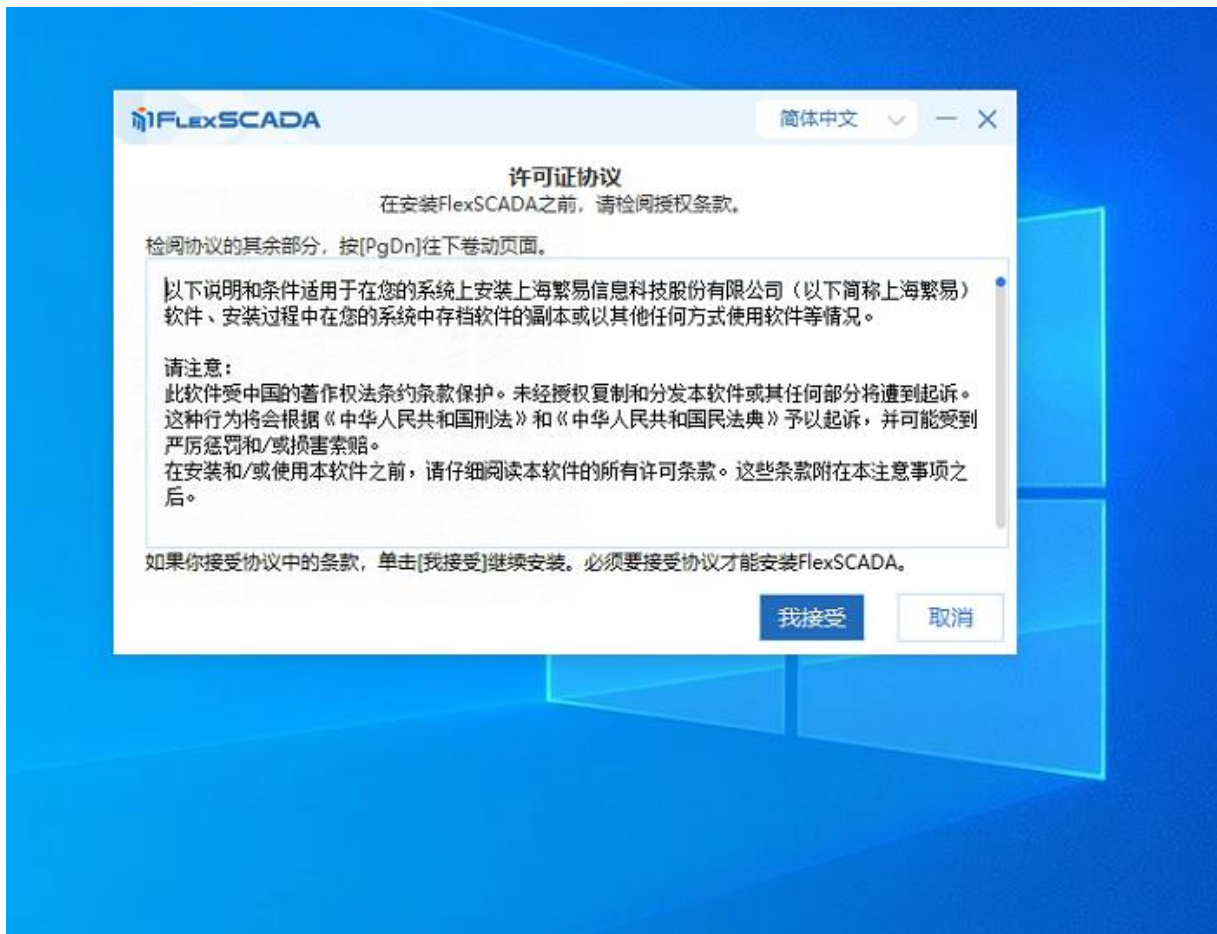 FLEXSCADA
简体中文
许可证协议
在安装FlexSCADA之前，请检阅授权条款。
检阅协议的其余部分，按[PgDn]往下卷动页面。
以下说明和条件适用于在您的系统上安装上海繁易信息科技股份有限公司（以下简称上海繁易）
软件、安装过程中在您的系统中存档软件的副本或以其他任何方式使用软件等情况。
请注意：
此软件受中国的著作权法条约条款保护。未经授权复制和分发本软件或其任何部分将遭到起诉。
这种行为将会根据《中华人民共和国刑法》和《中华人民共和国民法典》予以起诉，并可能受到
严厉惩罚和/或损害索赔。
在安装和/或使用本软件之前，请仔细阅读本软件的所有许可条款。这些条款附在本注意事项之
后。
如果你接受协议中的条款，单击[我接受]继续安装。必须要接受协议才能安装FlexSCADA。
我接受
取消